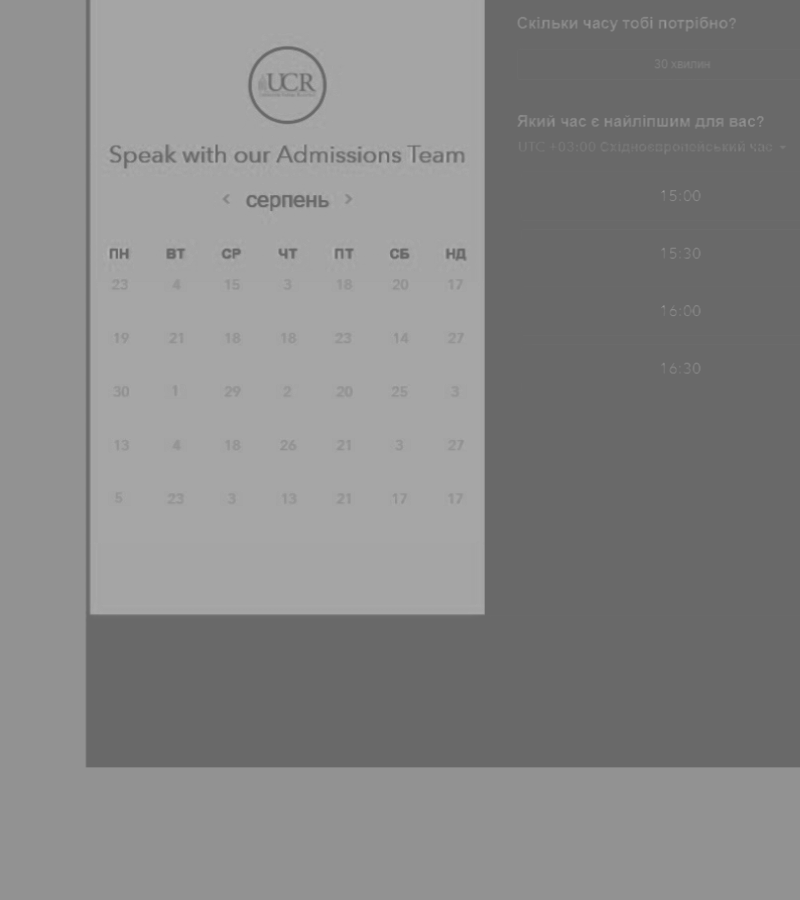 UCR
Speak with our Admissions Team
< серпень >
ПН ВТ СР ЧТ ПТ СБ НД
23 4 15 3 18 20 17
19 21 18 18 23 14 27
30 1 29 2 20 25 3
13 4 18 26 21 3 27
5 23 3 13 21 17 17
Скільки часу тобі потрібно?
30 хвилин
Який час є найліпшим для вас?
UTC +03:00 Східноєвропейський час
15:00
15:30
16:00
16:30